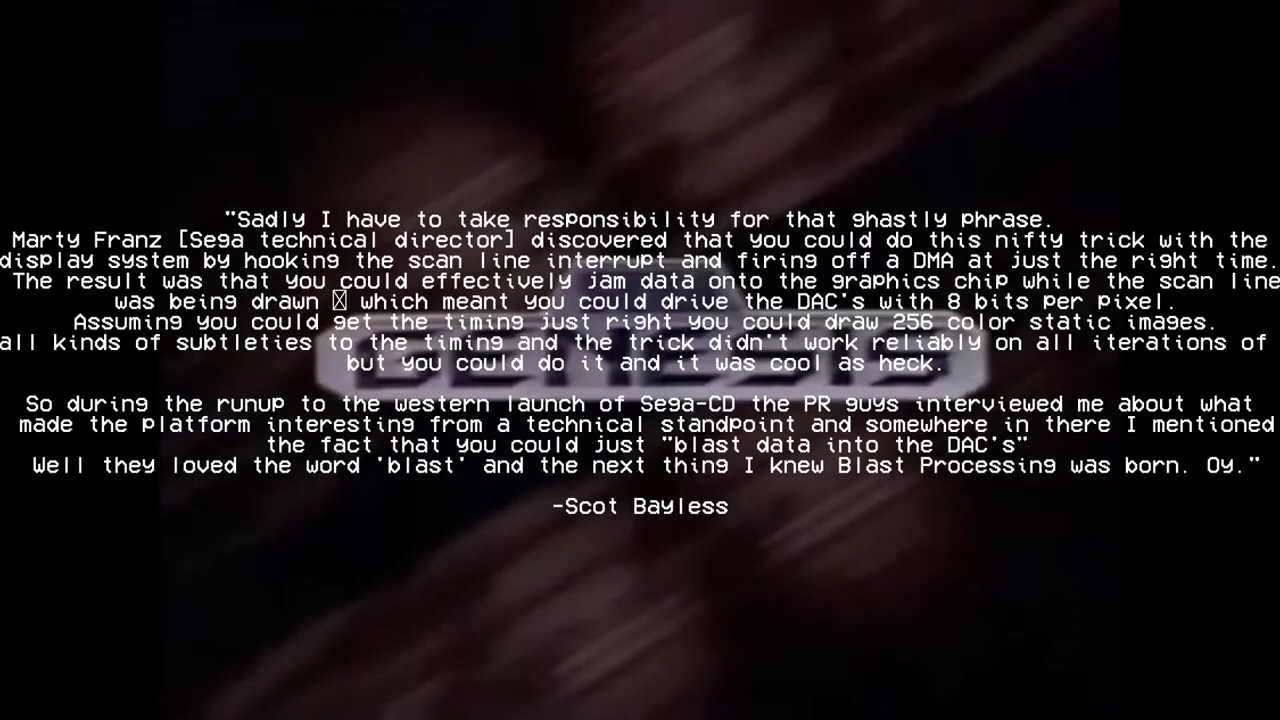 "Sadly I have to take responsibility for that ghastly phrase.
Marty Franz [Sega technical director] discovered that you could do this nifty trick with the
display system by hooking the scan line interrupt and firing off a DMA at just the right time.
The result was that you could effectively jam data onto the graphics chip while the scan line
was being drawn which meant you could drive the DAC's with 8 bits per pixel.
Assuming you could get the timing just right you could draw 256 color static images.
all kinds of subtleties to the timing and the trick didn't work reliably on all iterations of
but you could do it and it was cool as heck.
So during the runup to the western launch of Sega-CD the PR guys interviewed me about what
made the platform interesting from a technical standpoint and somewhere in there I mentioned
the fact that you could just "blast data into the DAC's"
Well they loved the word 'blast' and the next thing I knew Blast Processing was born. Oy."
-Scot Bayless
GENESIS